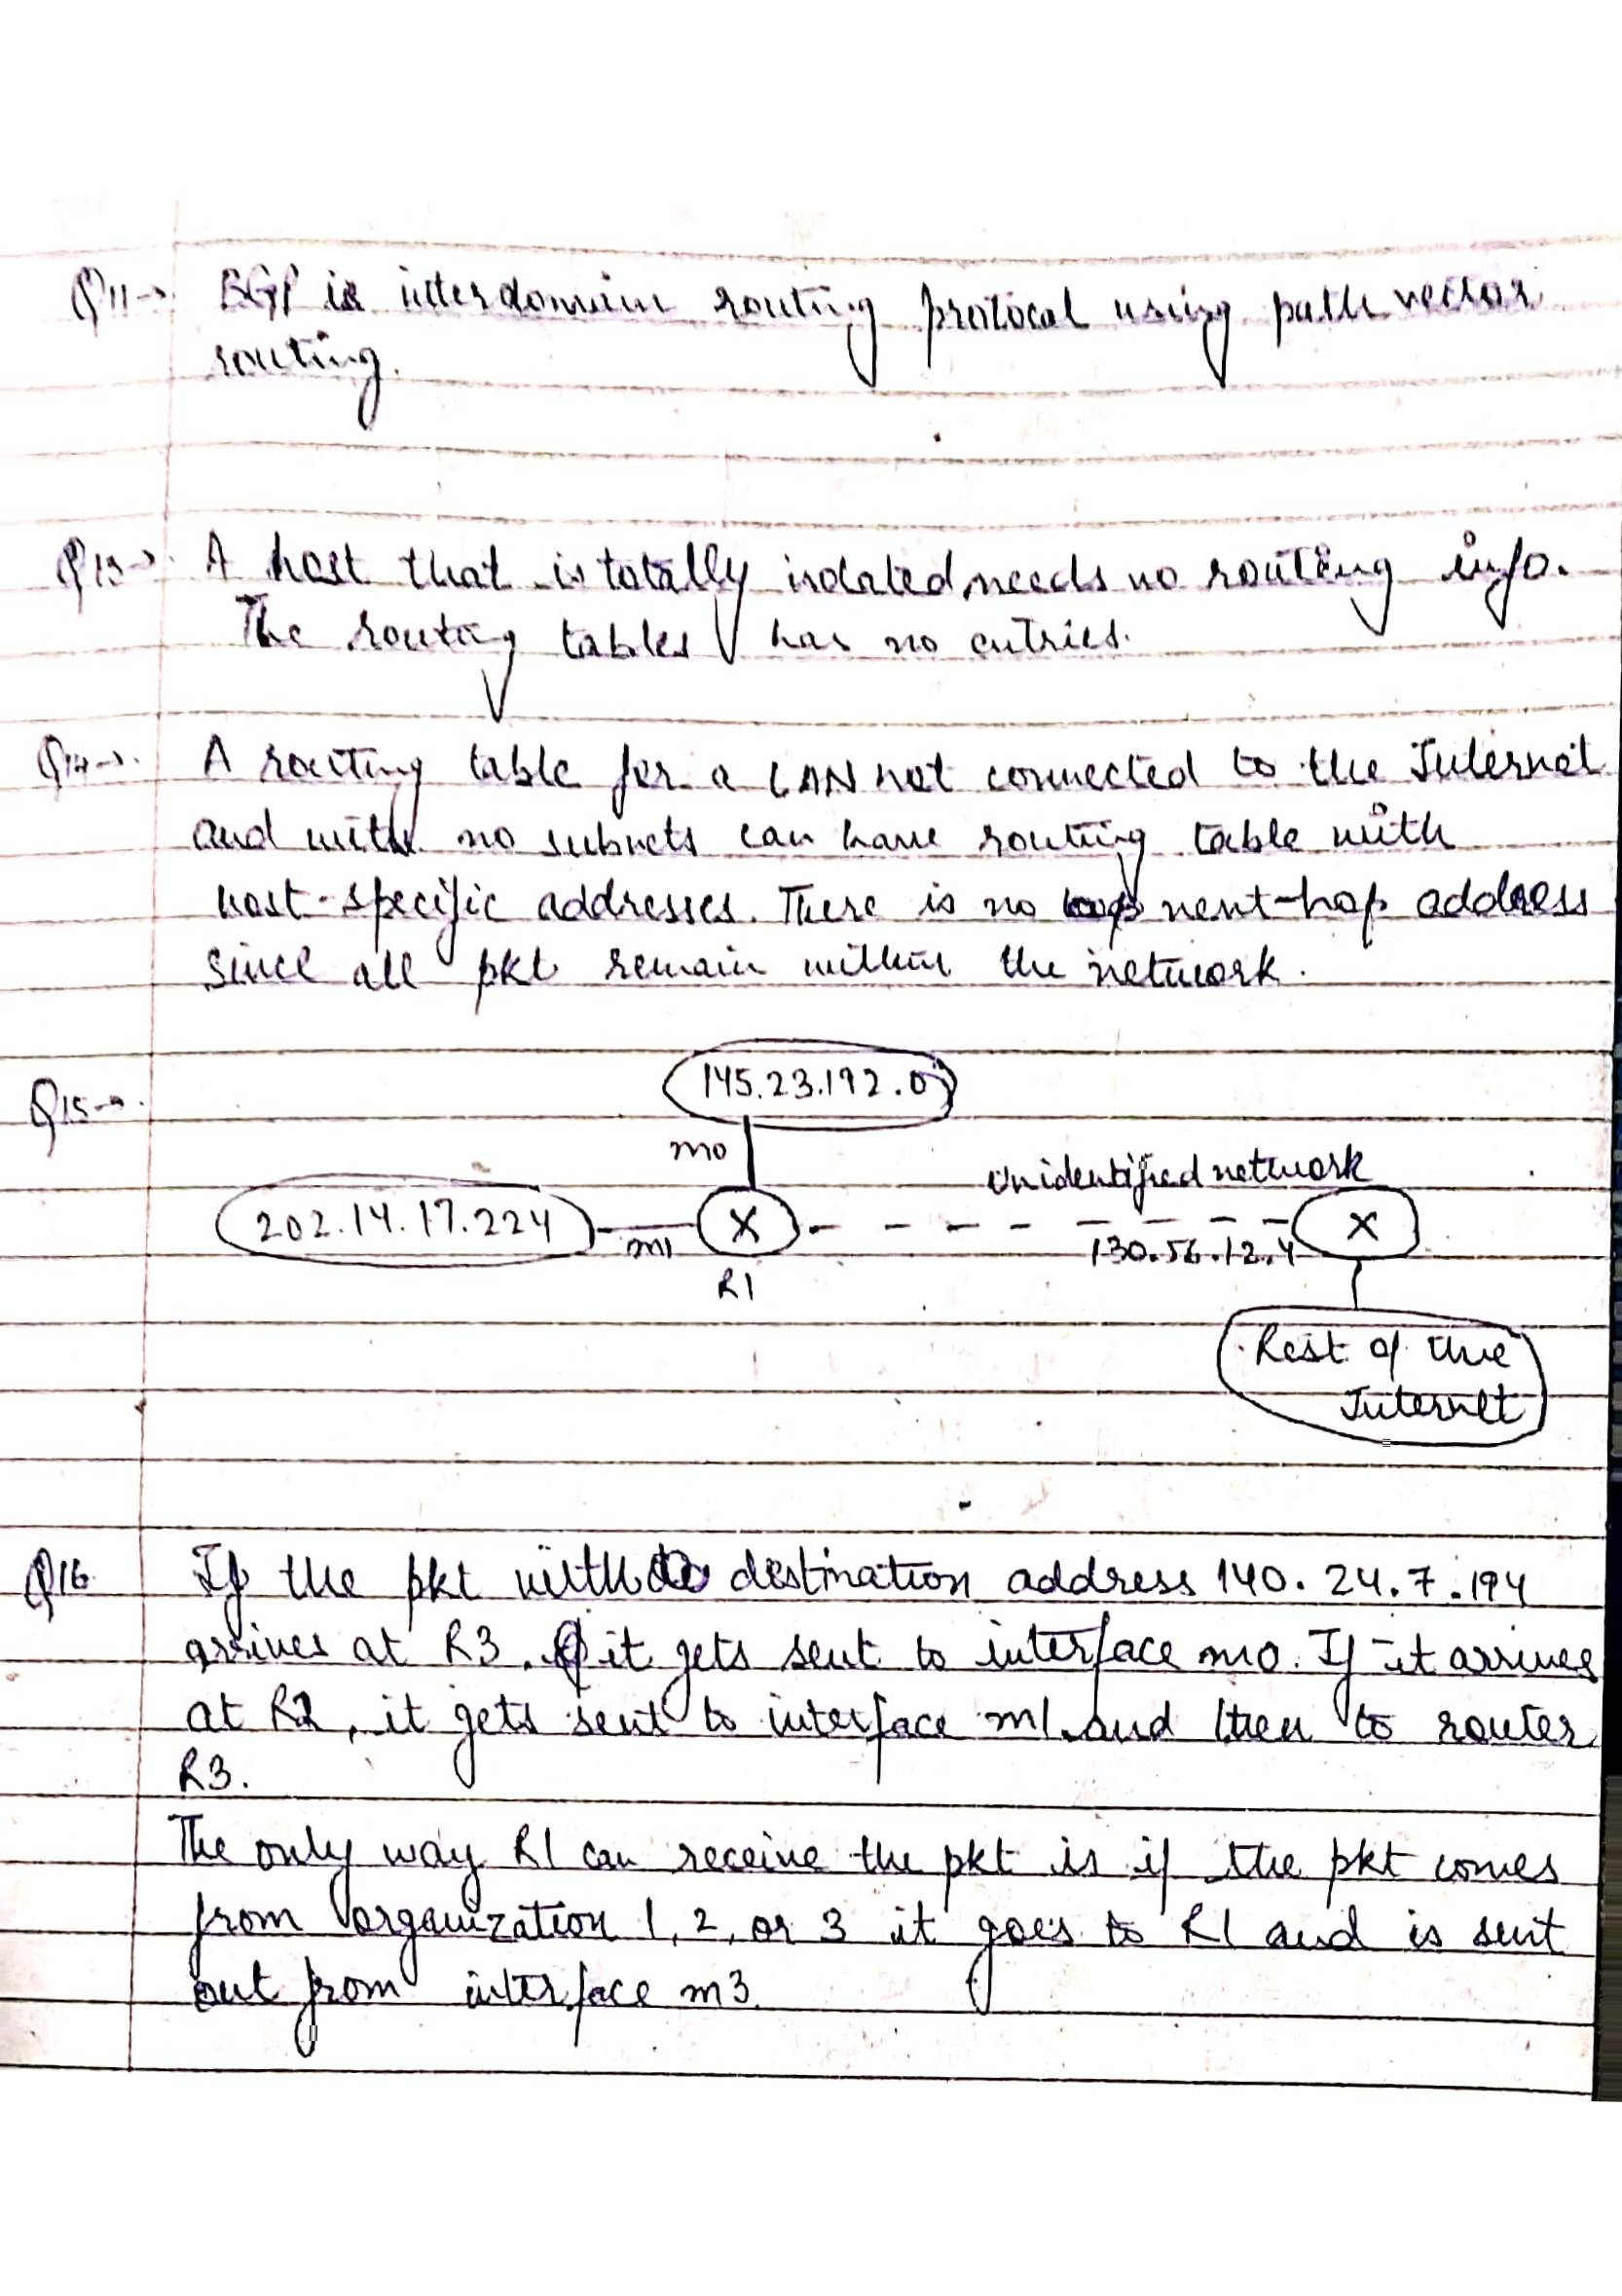 Q11→ BGP is interdomain routing protocol using path vector
routing.
Q13→ A host that is totally isolated needs no routing info.
The routing tables has no entries.
Q14→ A routing table for a LAN not connected to the Internet
and with no subnets can have routing table with
host-specific addresses. There is no next-hop address
since all pkt remain within the network.
Q15→
145.23.192.0
m0
Unidentified network
202.14.17.224
m1
X
130.56.12.4
X
R1
Rest of the
Internet
Q16 If the pkt with destination address 140.24.7.194
arrives at R3, it gets sent to interface m0. If it arrives
at R2, it gets sent to interface m1 and then to router
R3.
The only way R1 can receive the pkt is if the pkt comes
from organization 1, 2, or 3 it goes to R1 and is sent
out from interface m3.